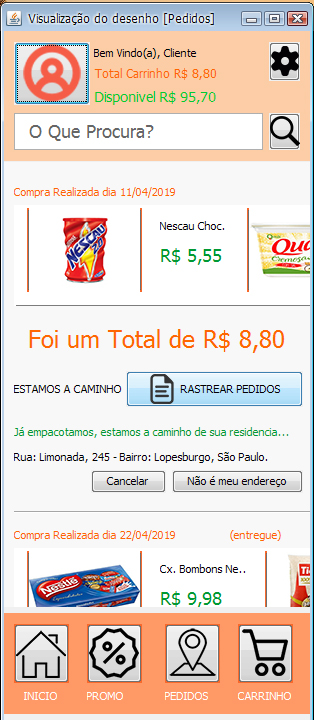 Visualização do desenho [Pedidos]
Bem Vindo(a), Cliente
Total Carrinho R$ 8,80
Disponivel R$ 95,70
O Que Procura?
Compra Realizada dia 11/04/2019
NESCAU
Nescau Choc.
R$ 5,55
Qua
Cremosa
Foi um Total de R$ 8,80
ESTAMOS A CAMINHO
RASTREAR PEDIDOS
Já empacotamos, estamos a caminho de sua residencia...
Rua: Limonada, 245 - Bairro: Lopesburgo, São Paulo.
Cancelar
Não é meu endereço
Compra Realizada dia 22/04/2019 (entregue)
Nestlé
Especialidades
Cx. Bombons Ne..
R$ 9,98
INICIO
PROMO
PEDIDOS
CARRINHO